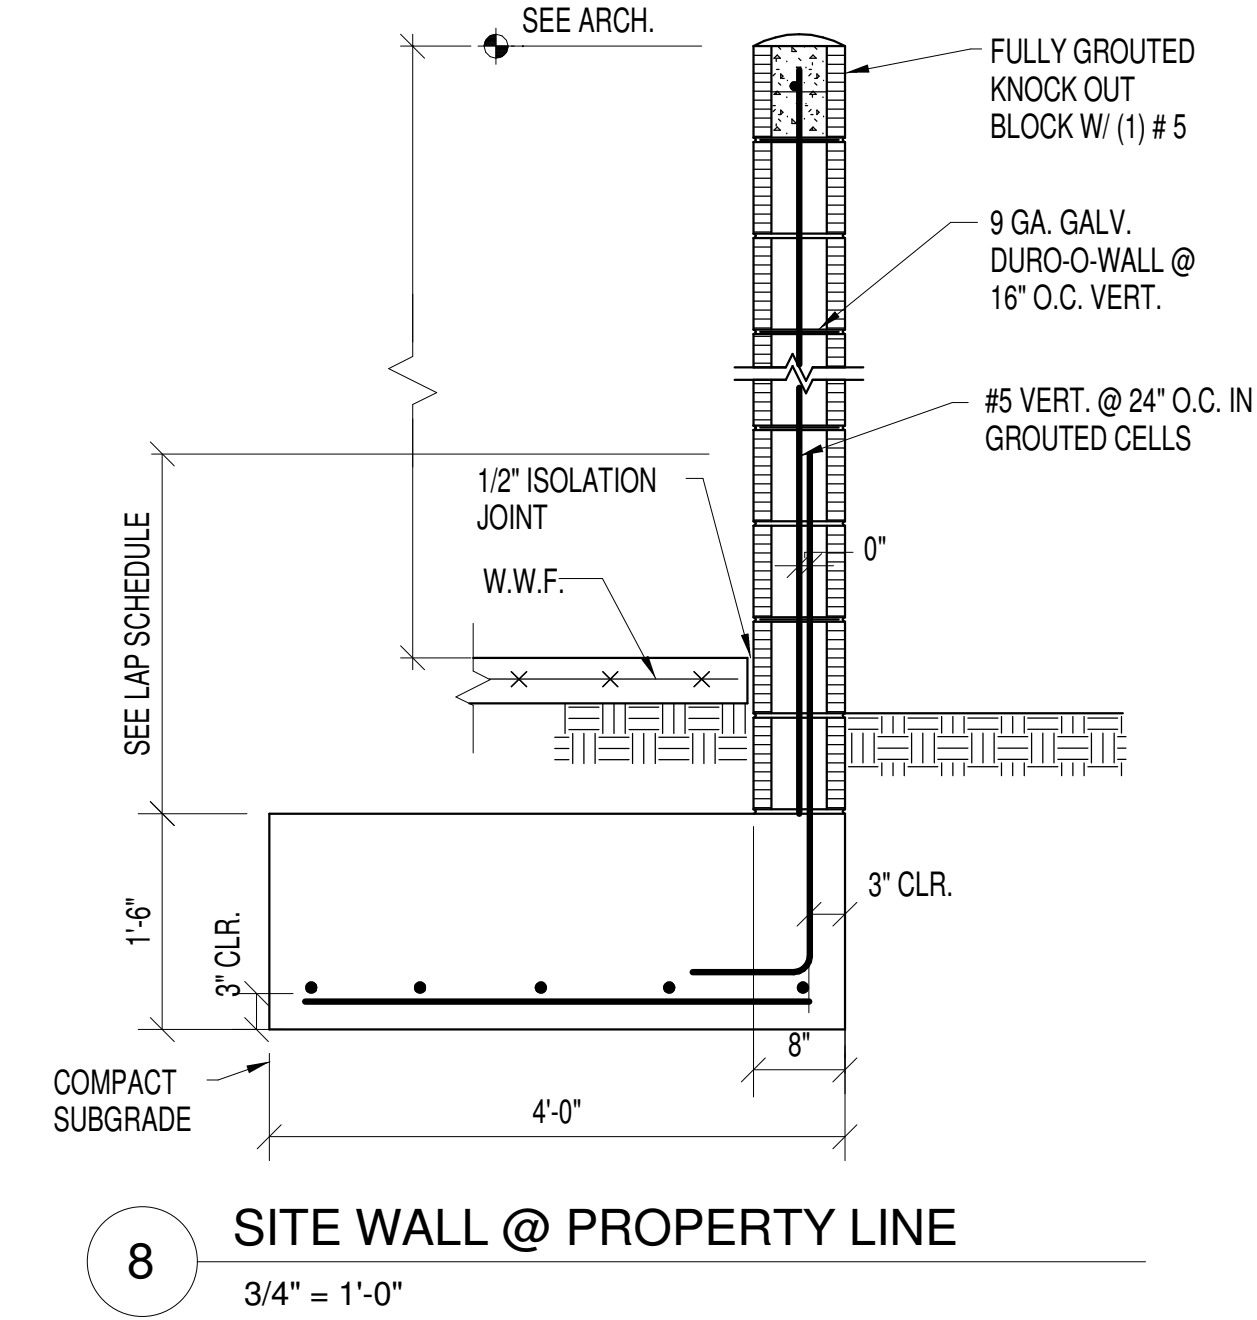 SEE ARCH.
FULLY GROUTED
KNOCK OUT
BLOCK W/ (1) # 5
9 GA. GALV.
DURO-O-WALL @
16" O.C. VERT.
#5 VERT. @ 24" O.C. IN
GROUTED CELLS
1/2" ISOLATION
JOINT
W.W.F.
0"
SEE LAP SCHEDULE
1'-6"
3" CLR.
3" CLR.
8"
4'-0"
COMPACT
SUBGRADE
8
SITE WALL @ PROPERTY LINE
3/4" = 1'-0"